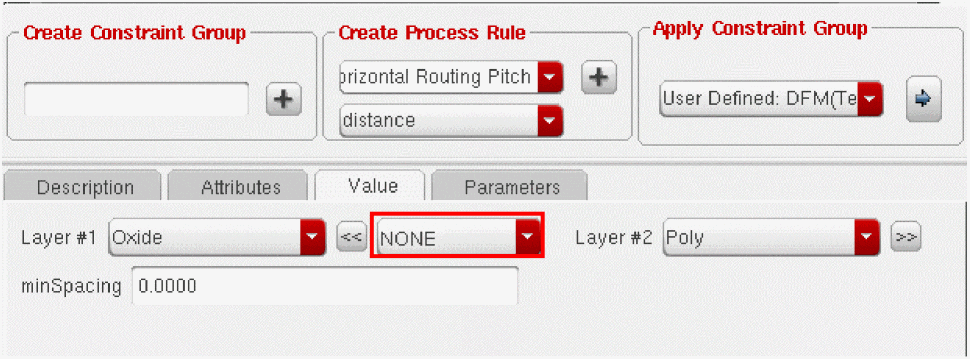 Create Constraint Group
Create Process Rule
orizontal Routing Pitch
distance
Apply Constraint Group
User Defined: DFM(Te
Description
Attributes
Value
Parameters
Layer #1
Oxide
<<
NONE
Layer #2
Poly
>>
minSpacing
0.0000